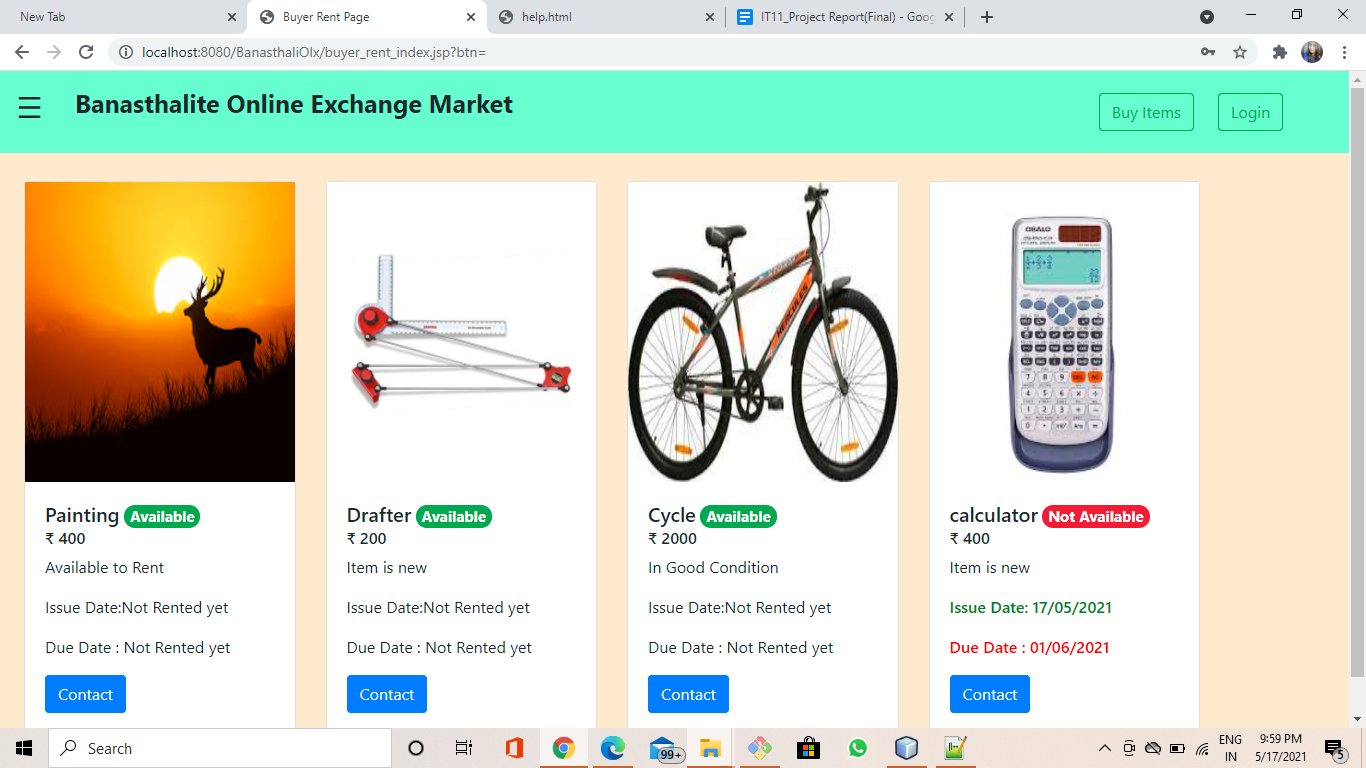 New Tab
Buyer Rent Page
help.html
IT11_Project Report(Final) - Goog
localhost:8080/BanasthaliOlx/buyer_rent_index.jsp?btn=
Banasthalite Online Exchange Market
Buy Items
Login
HERCULES
OSALO
Painting Available
₹ 400
Available to Rent
Issue Date:Not Rented yet
Due Date : Not Rented yet
Contact
Drafter Available
₹ 200
Item is new
Issue Date:Not Rented yet
Due Date : Not Rented yet
Contact
Cycle Available
₹ 2000
In Good Condition
Issue Date:Not Rented yet
Due Date : Not Rented yet
Contact
calculator Not Available
₹ 400
Item is new
Issue Date: 17/05/2021
Due Date : 01/06/2021
Contact
Search
99+
ENG
IN
9:59 PM
5/17/2021
5